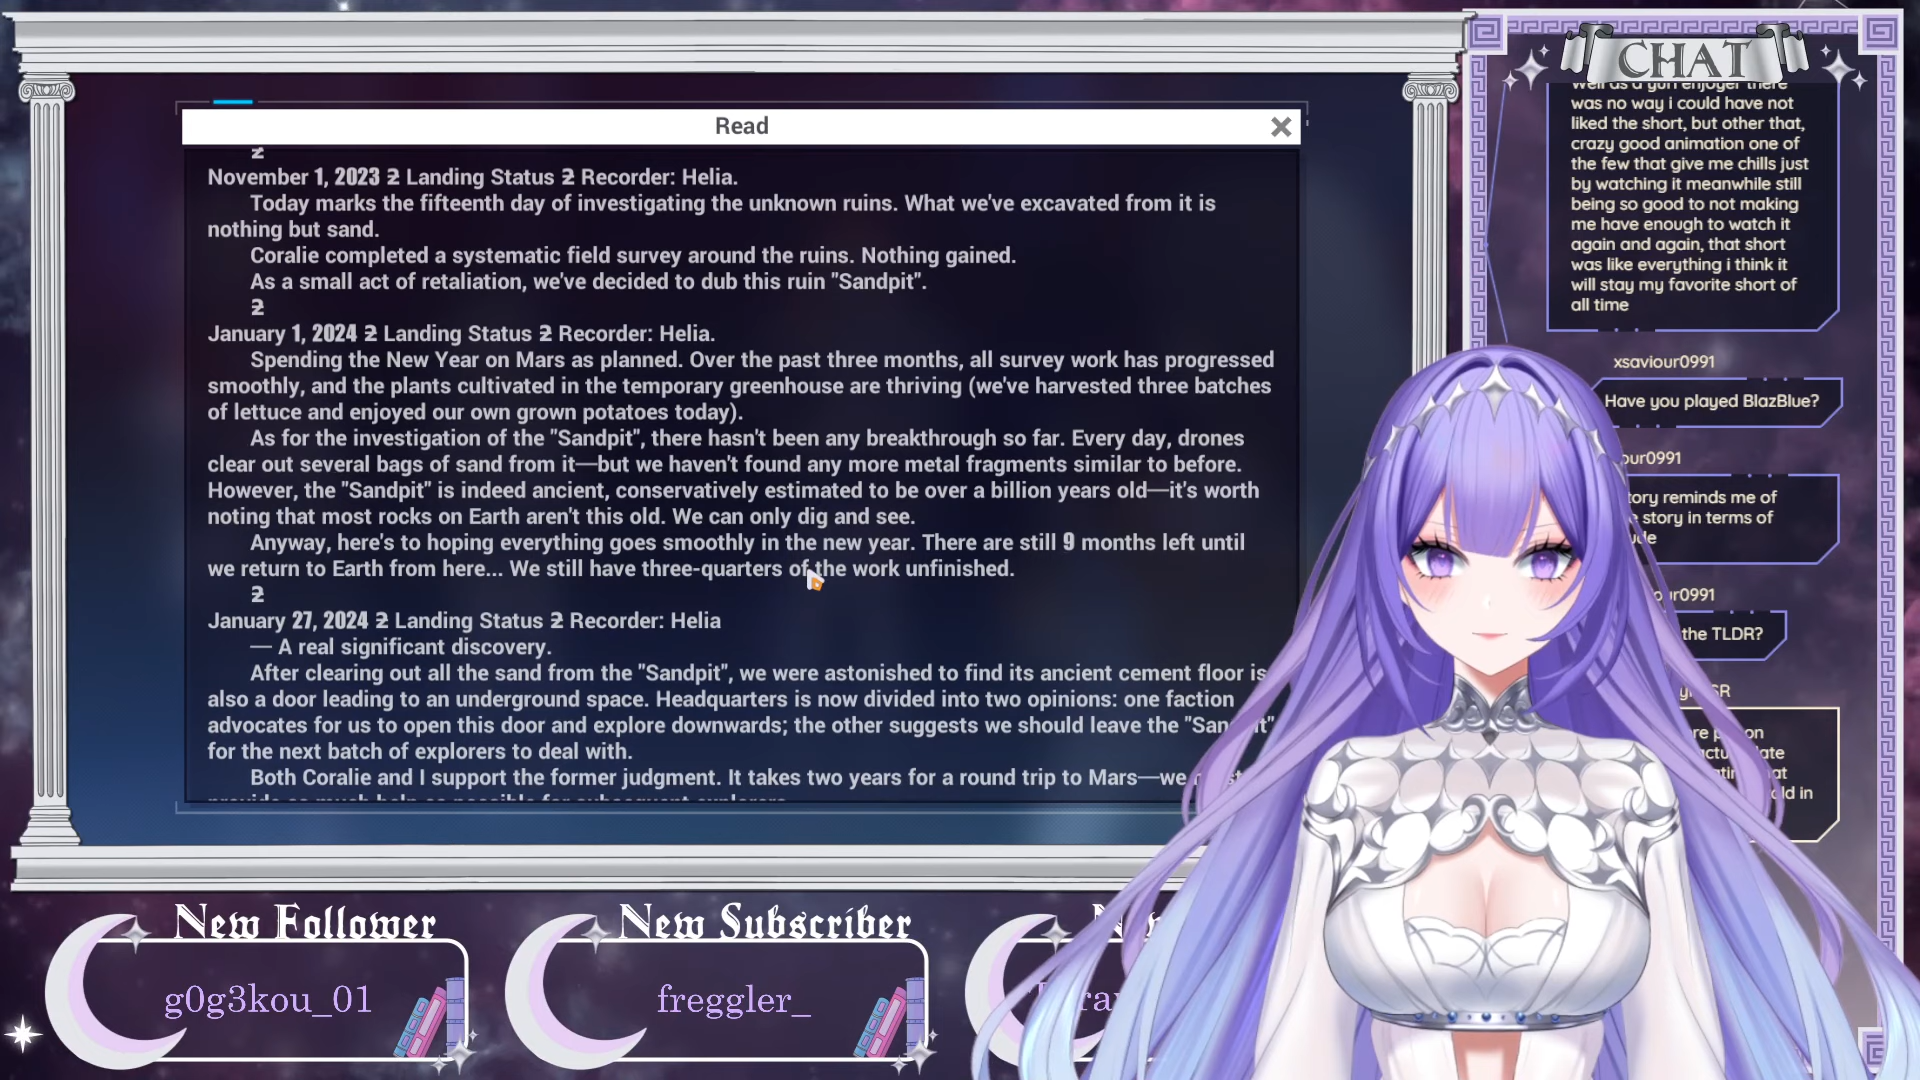 CHAT
Read
November 1, 2023 2 Landing Status 2 Recorder: Helia.
Today marks the fifteenth day of investigating the unknown ruins. What we've excavated from it is
nothing but sand.
Coralie completed a systematic field survey around the ruins. Nothing gained.
As a small act of retaliation, we've decided to dub this ruin "Sandpit".
2
January 1, 2024 2 Landing Status 2 Recorder: Helia.
Spending the New Year on Mars as planned. Over the past three months, all survey work has progressed
smoothly, and the plants cultivated in the temporary greenhouse are thriving (we've harvested three batches
of lettuce and enjoyed our own grown potatoes today).
As for the investigation of the "Sandpit", there hasn't been any breakthrough so far. Every day, drones
clear out several bags of sand from it—but we haven't found any more metal fragments similar to before.
However, the "Sandpit" is indeed ancient, conservatively estimated to be over a billion years old—it's worth
noting that most rocks on Earth aren't this old. We can only dig and see.
Anyway, here's to hoping everything goes smoothly in the new year. There are still 9 months left until
we return to Earth from here... We still have three-quarters of the work unfinished.
2
January 27, 2024 2 Landing Status 2 Recorder: Helia
— A real significant discovery.
After clearing out all the sand from the "Sandpit", we were astonished to find its ancient cement floor is
also a door leading to an underground space. Headquarters is now divided into two opinions: one faction
advocates for us to open this door and explore downwards; the other suggests we should leave the
for the next batch of explorers to deal with.
Both Coralie and I support the former judgment. It takes two years for a round trip to Mars—we
was no way i could have not
liked the short, but other that,
crazy good animation one of
the few that give me chills just
by watching it meanwhile still
being so good to not making
me have enough to watch it
again and again, that short
was like everything i think it
will stay my favorite short of
all time
xsaviour0991
Have you played BlazBlue?
our0991
tory reminds me of
story in terms of
our0991
the TLDR?
SR
old in
New Follower
g0g3kou_01
New Subscriber
freggler_